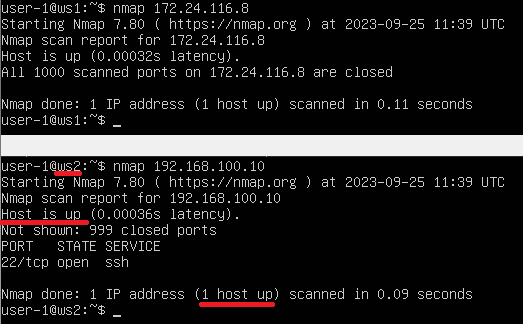 user-1@ws1:~$ nmap 172.24.116.8
Starting Nmap 7.80 ( https://nmap.org ) at 2023-09-25 11:39 UTC
Nmap scan report for 172.24.116.8
Host is up (0.00032s latency).
All 1000 scanned ports on 172.24.116.8 are closed

Nmap done: 1 IP address (1 host up) scanned in 0.11 seconds
user-1@ws1:~$ _
user-1@ws2:~$ nmap 192.168.100.10
Starting Nmap 7.80 ( https://nmap.org ) at 2023-09-25 11:39 UTC
Nmap scan report for 192.168.100.10
Host is up (0.00036s latency).
Not shown: 999 closed ports
PORT   STATE SERVICE
22/tcp open  ssh

Nmap done: 1 IP address (1 host up) scanned in 0.09 seconds
user-1@ws2:~$ _